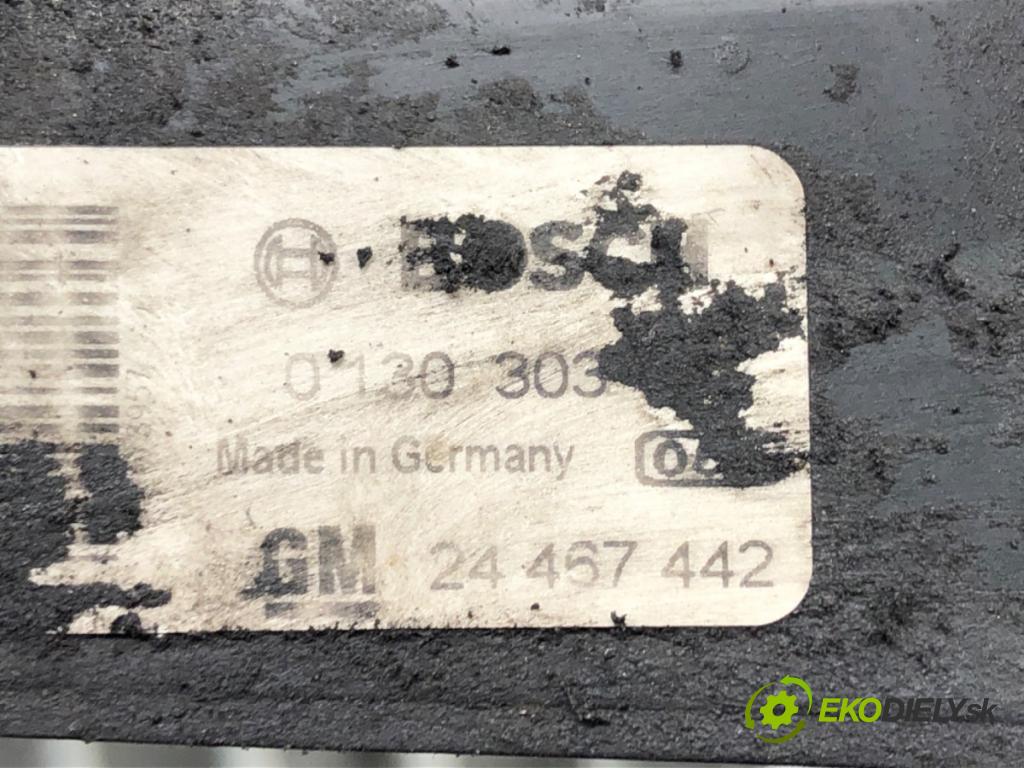 BOSCH
0 130 303
Made in Germany
GM 24 467 442
EKODIELY.sk